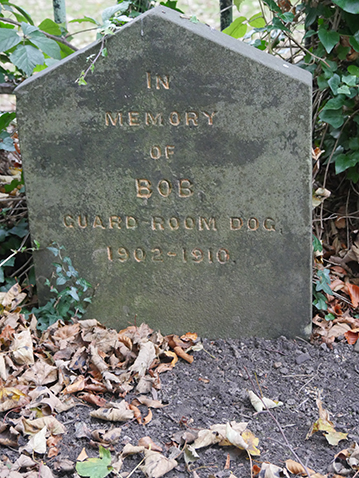 IN
MEMORY
OF
BOB
GUARD-ROOM DOG.
1902-1910.